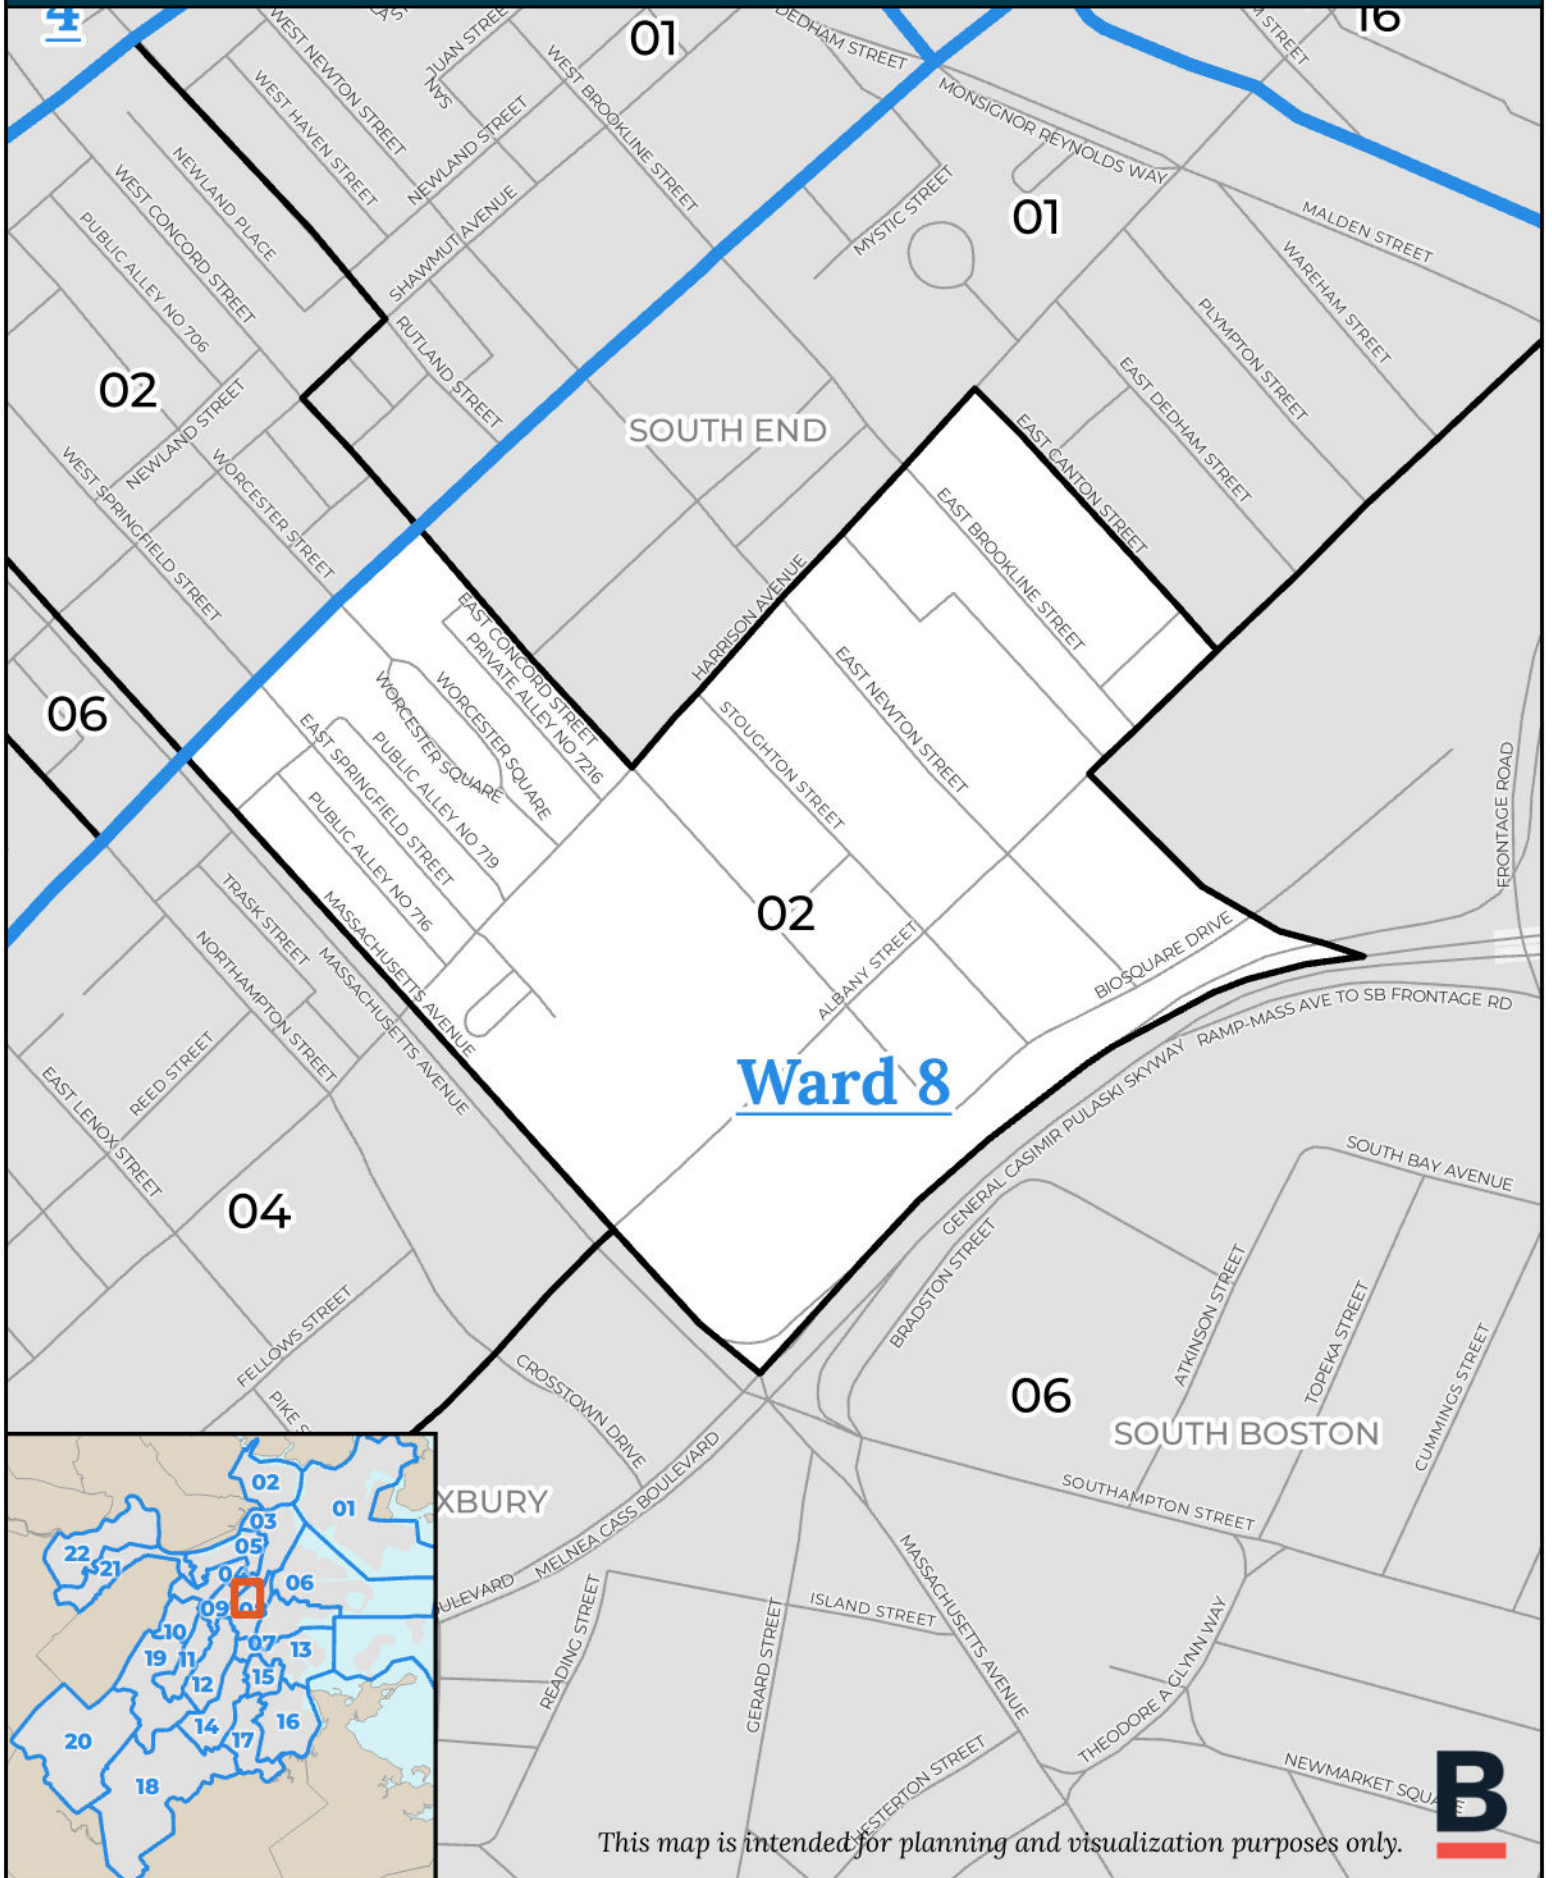 4
01
16
WEST NEWTON STREET
SAN JUAN STREET
WEST HAVEN STREET
NEWLAND STREET
WEST BROOKLINE STREET
DEDHAM STREET
MONSIGNOR REYNOLDS WAY
NEWLAND PLACE
SHAWMUT AVENUE
MYSTIC STREET
01
MALDEN STREET
WEST CONCORD STREET
PUBLIC ALLEY NO 706
WAREHAM STREET
PLYMPTON STREET
RUTLAND STREET
02
NEWLAND STREET
SOUTH END
EAST DEDHAM STREET
EAST CANTON STREET
WEST SPRINGFIELD STREET
WORCESTER STREET
EAST BROOKLINE STREET
HARRISON AVENUE
EAST CONCORD STREET
PRIVATE ALLEY NO 7216
EAST NEWTON STREET
06
WORCESTER SQUARE
WORCESTER SQUARE
STOUGHTON STREET
EAST SPRINGFIELD STREET
PUBLIC ALLEY NO 719
PUBLIC ALLEY NO 716
FRONTAGE ROAD
02
TRASK STREET
MASSACHUSETTS AVENUE
NORTHAMPTON STREET
MASSACHUSETTS AVENUE
ALBANY STREET
BIOSQUARE DRIVE
RAMP-MASS AVE TO SB FRONTAGE RD
Ward 8
REED STREET
EAST LENOX STREET
GENERAL CASIMIR PULASKI SKYWAY
SOUTH BAY AVENUE
04
BRADSTON STREET
ATKINSON STREET
TOPEKA STREET
CUMMINGS STREET
FELLOWS STREET
PIKE S
CROSSTOWN DRIVE
06
SOUTH BOSTON
XBURY
MELNEA CASS BOULEVARD
SOUTHAMPTON STREET
OULEVARD
READING STREET
GERARD STREET
ISLAND STREET
MASSACHUSETTS AVENUE
THEODORE A GLYNN WAY
NEWMARKET SQUARE
CHESTERTON STREET
02
01
03
05
22
21
04
06
09
08
10
07
13
19
11
12
15
14
16
17
20
18
B
This map is intended for planning and visualization purposes only.